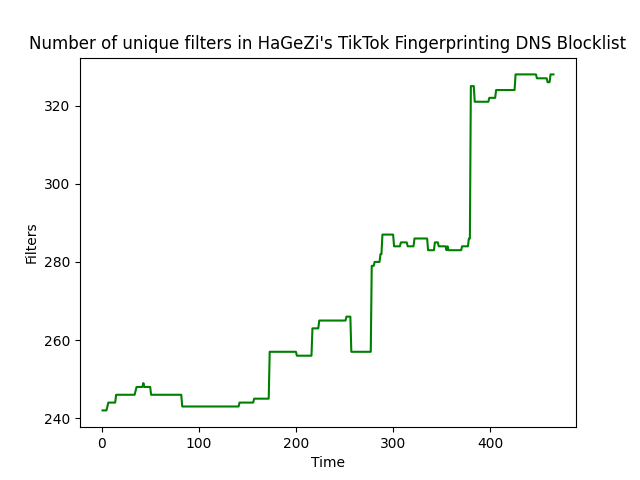 Number of unique filters in HaGeZi's TikTok Fingerprinting DNS Blocklist
320
300
280
260
240
Filters
0 100 200 300 400
Time